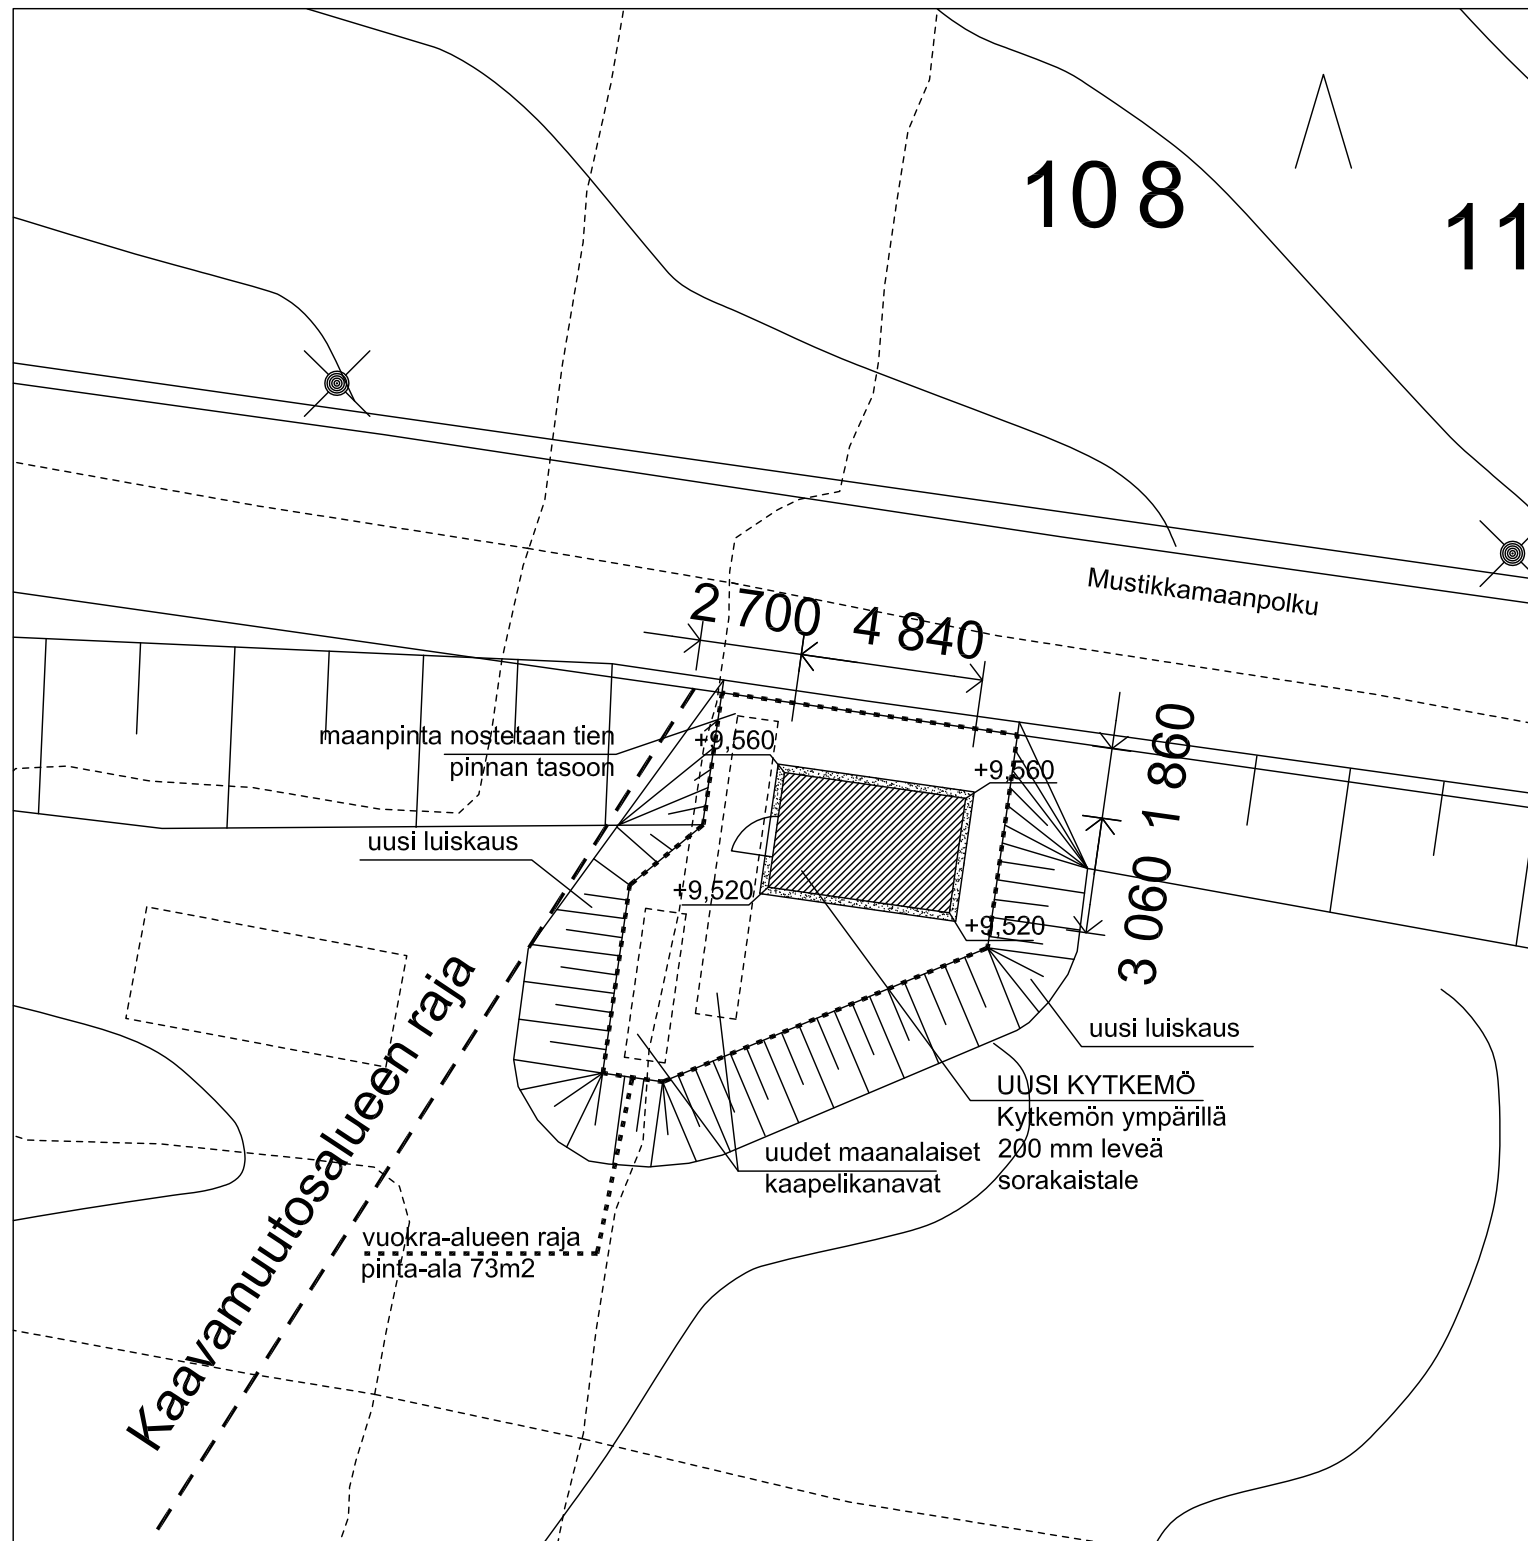 10 8
11
Mustikkamaanpolku
2 700
4 840
maanpinta nostetaan tien
pinnan tasoon
+9,560
+9,560
1 860
uusi luiskaus
+9,520
+9,520
3 060
Kaavamuutosalueen raja
uusi luiskaus
UUSI KYTKEMÖ
Kytkemön ympärillä
200 mm leveä
sorakaistale
uudet maanalaiset
kaapelikanavat
vuokra-alueen raja
pinta-ala 73m2